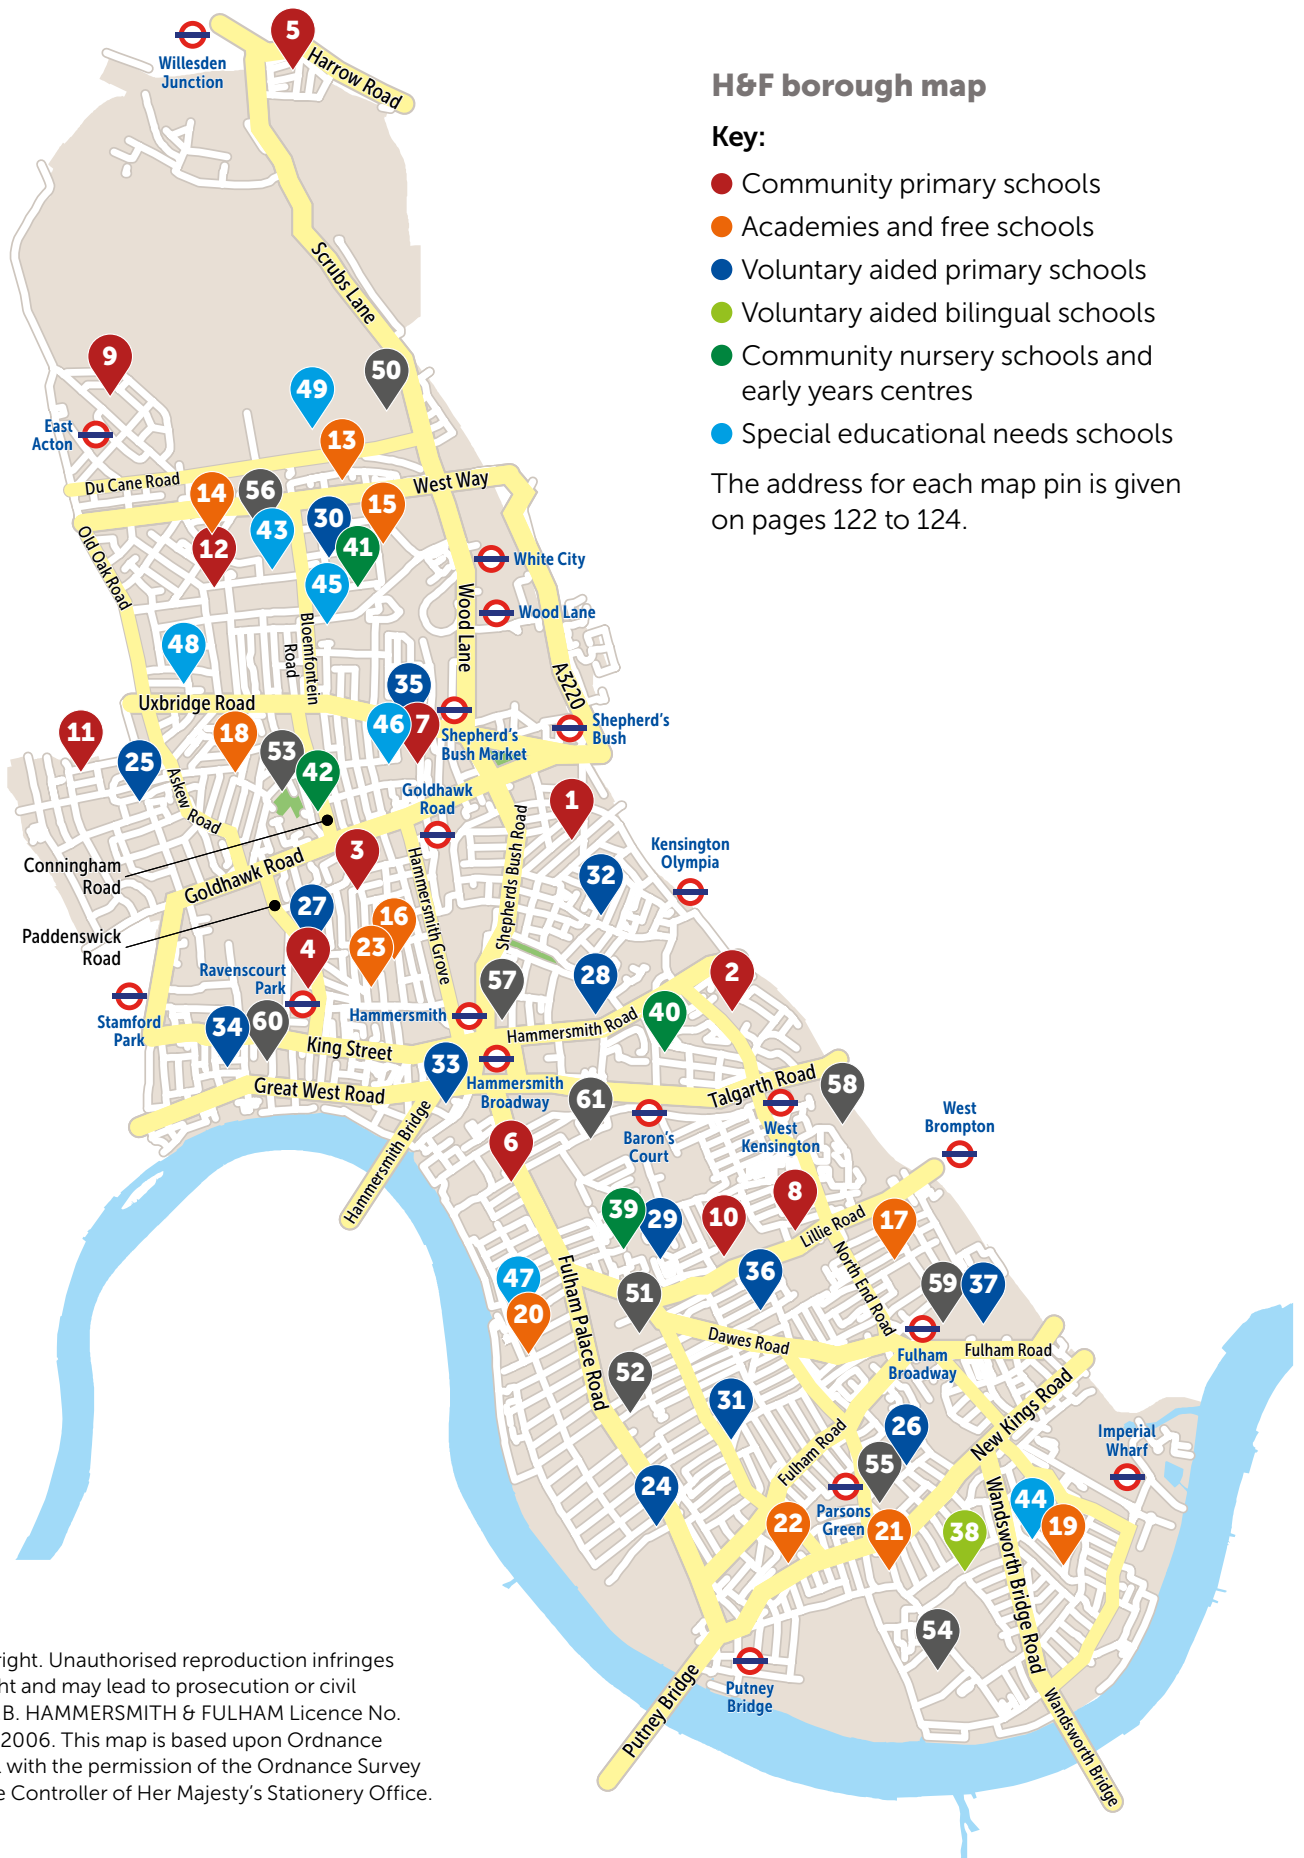 5
Willesden
Junction
Harrow Road
H&F borough map
Key:
Community primary schools
Academies and free schools
Voluntary aided primary schools
Voluntary aided bilingual schools
Community nursery schools and
early years centres
Special educational needs schools
The address for each map pin is given
on pages 122 to 124.
Scrubs Lane
9
50
49
East
Acton
13
Du Cane Road
14
56
West Way
15
30
43
41
12
Old Oak Road
White City
45
Wood Lane
Wood Lane
Bloemfontein
Road
48
A3220
35
Uxbridge Road
46
7
Shepherd's
Bush Market
Shepherd's
Bush
11
18
53
25
42
Askew Road
Goldhawk
Road
1
Conningham
Road
3
Goldhawk Road
Hammersmith Grove
Shepherds Bush Road
Kensington
Olympia
32
27
16
Paddenswick
Road
4
23
Ravenscourt
Park
57
28
2
Stamford
Park
34
60
Hammersmith
Hammersmith Road
40
King Street
33
Hammersmith
Broadway
Great West Road
61
Talgarth Road
58
Baron's
Court
West
Kensington
West
Brompton
Hammersmith Bridge
6
8
39
29
10
Lillie Road
17
47
36
North End Road
59
37
20
Fulham Palace Road
51
Dawes Road
Fulham
Broadway
Fulham Road
52
31
New Kings Road
26
Fulham Road
55
Imperial
Wharf
24
Parsons
Green
44
22
21
38
19
Wandsworth Bridge Road
54
Putney
Bridge
Putney Bridge
Wandsworth Bridge
right. Unauthorised reproduction infringes
ht and may lead to prosecution or civil
B. HAMMERSMITH & FULHAM Licence No.
2006. This map is based upon Ordnance
with the permission of the Ordnance Survey
e Controller of Her Majesty's Stationery Office.